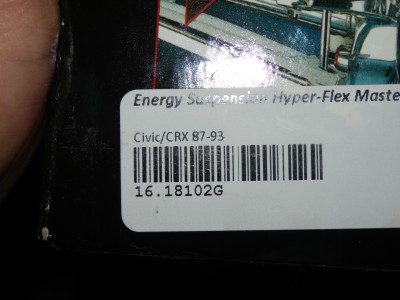 Energy Suspension Hyper-Flex Maste
Civic/CRX 87-93
16.18102G